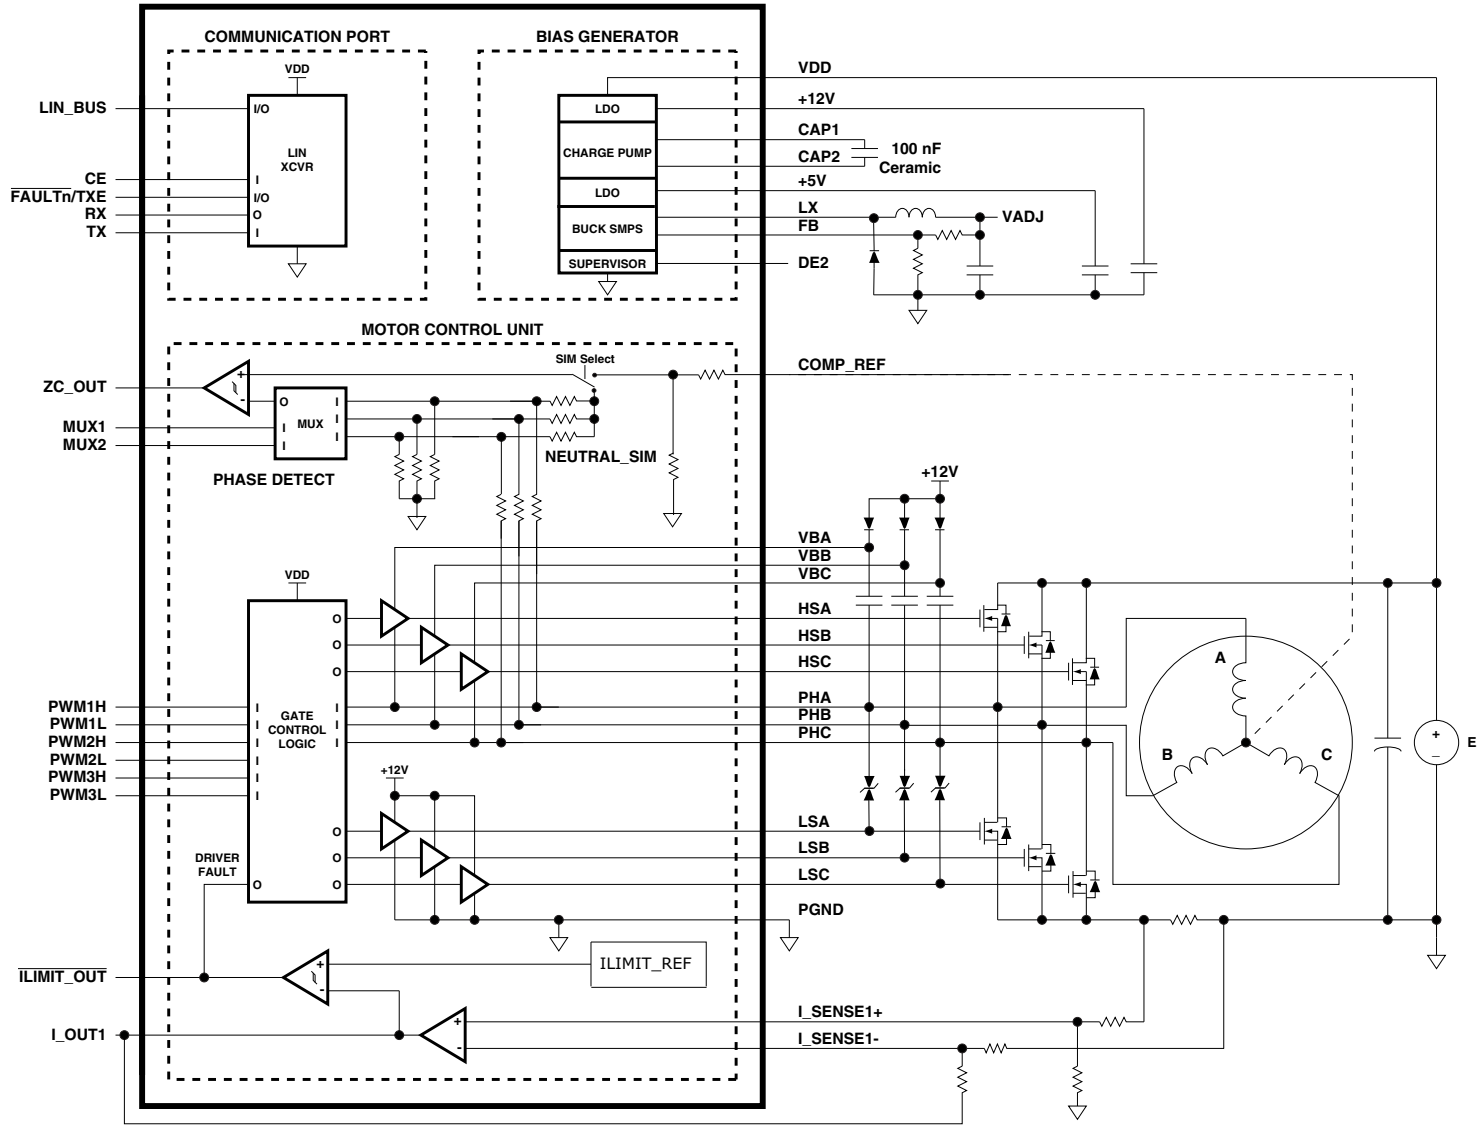 COMMUNICATION PORT
BIAS GENERATOR
VDD
LIN_BUS
I/O
LIN
XCVR
CE
I
FAULTn/TXE
I/O
RX
O
TX
I
LDO
CHARGE PUMP
LDO
BUCK SMPS
SUPERVISOR
VDD
+12V
CAP1
CAP2
100 nF
Ceramic
+5V
LX
VADJ
FB
DE2
MOTOR CONTROL UNIT
SIM Select
COMP_REF
ZC_OUT
+
-
O
I
I
I
MUX
MUX1
I
MUX2
I
NEUTRAL_SIM
PHASE DETECT
+12V
VBA
VBB
VBC
VDD
HSA
O
HSB
O
HSC
O
PWM1H
I
I
PHA
PWM1L
I
I
PHB
PWM2H
I
I
PHC
PWM2L
I
PWM3H
I
PWM3L
I
GATE
CONTROL
LOGIC
A
B
C
+
–
E
+12V
O
LSA
O
LSB
O
LSC
DRIVER
FAULT
O
PGND
ILIMIT_OUT
+
-
ILIMIT_REF
I_OUT1
+
-
I_SENSE1+
I_SENSE1-